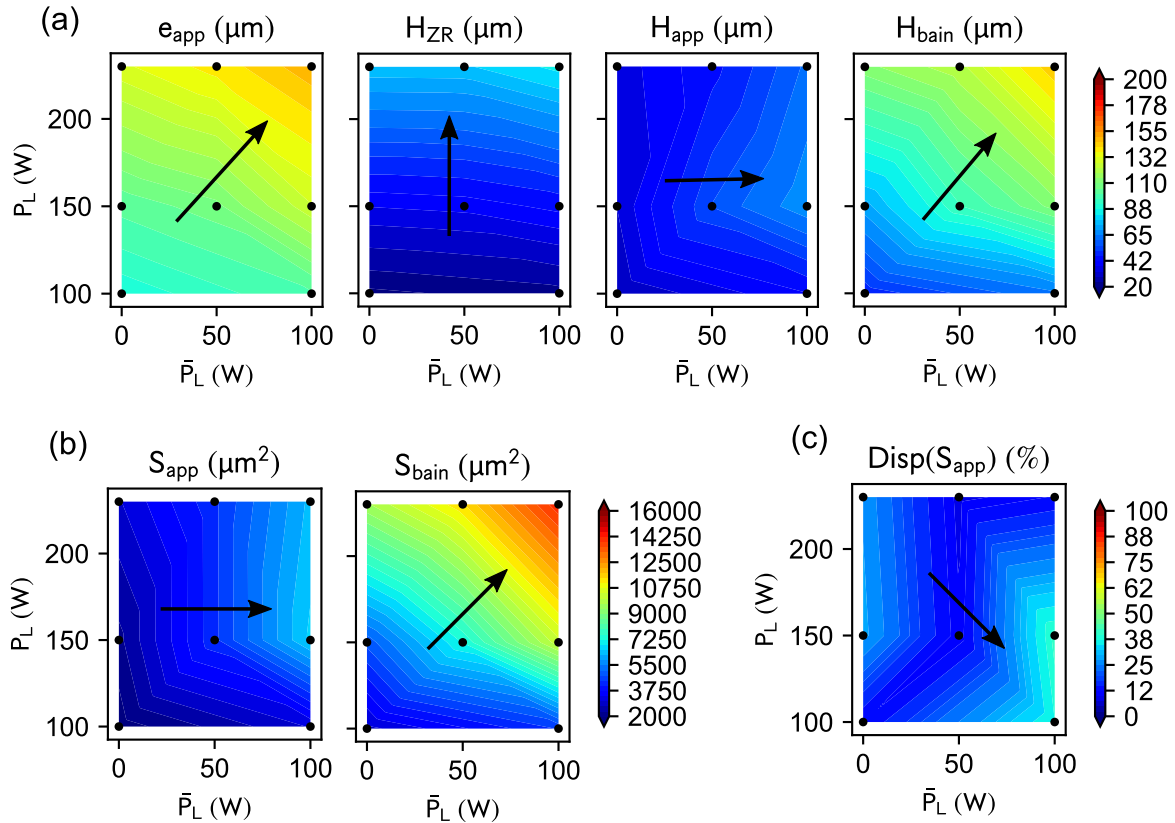 (a)
e_app (μm) H_ZR (μm) H_app (μm) H_bain (μm)
P_L (W)
200
150
100
0 50 100
P̄_L (W)
0 50 100
P̄_L (W)
0 50 100
P̄_L (W)
0 50 100
P̄_L (W)
200
178
155
132
110
88
65
42
20
(b)
S_app (μm²) S_bain (μm²)
P_L (W)
200
150
100
0 50 100
P̄_L (W)
0 50 100
P̄_L (W)
16000
14250
12500
10750
9000
7250
5500
3750
2000
(c)
Disp(S_app) (%)
P_L (W)
200
150
100
0 50 100
P̄_L (W)
100
88
75
62
50
38
25
12
0